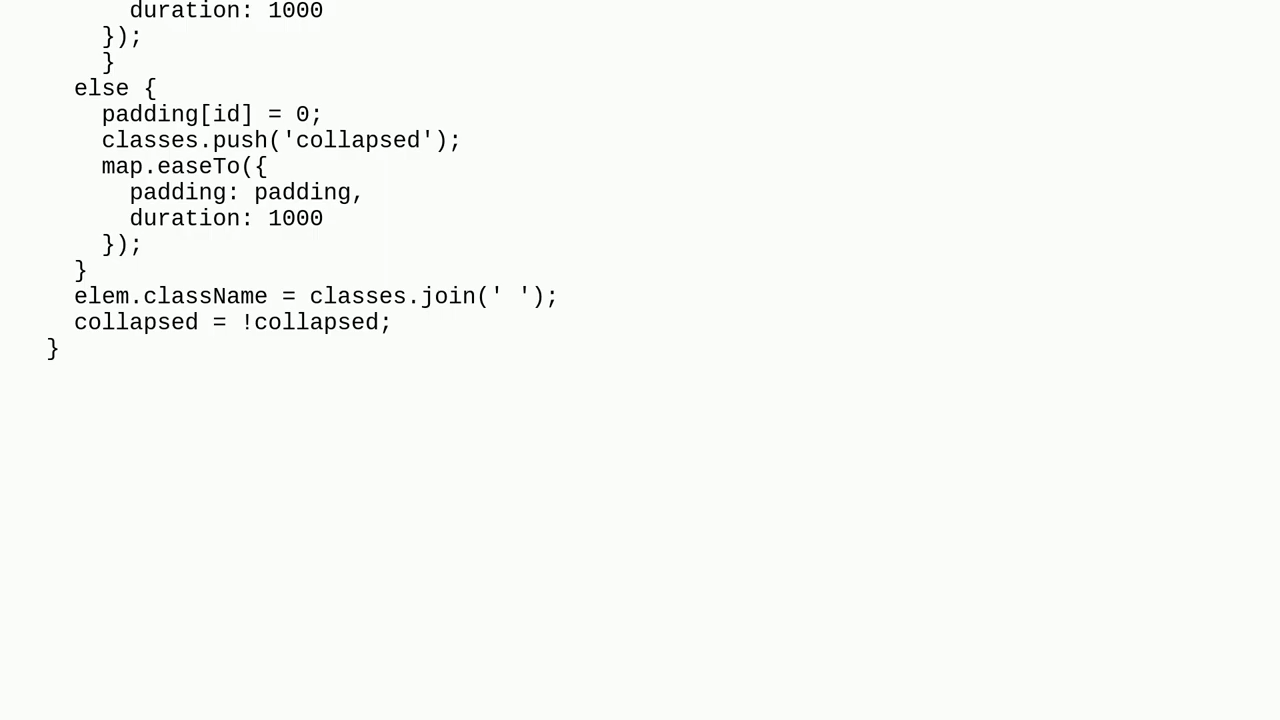 duration: 1000
    });
    }
  else {
    padding[id] = 0;
    classes.push('collapsed');
    map.easeTo({
      padding: padding,
      duration: 1000
    });
  }
  elem.className = classes.join(' ');
  collapsed = !collapsed;
}